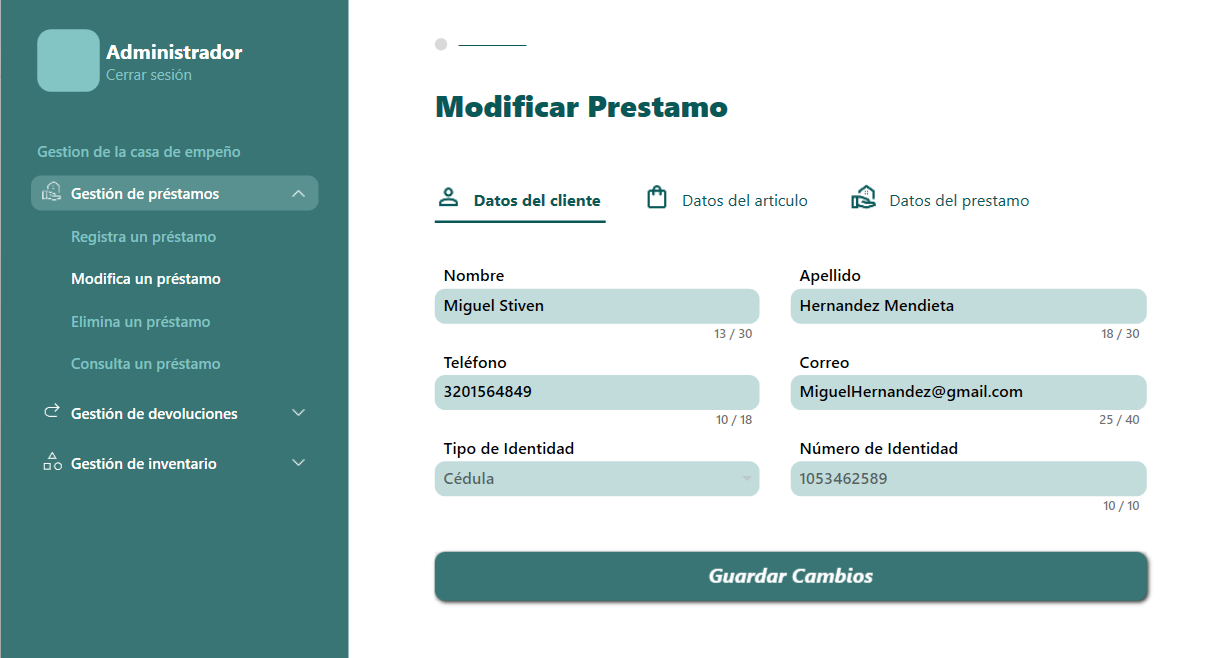 Administrador
Cerrar sesión
Gestion de la casa de empeño
Gestión de préstamos
Registra un préstamo
Modifica un préstamo
Elimina un préstamo
Consulta un préstamo
Gestión de devoluciones
Gestión de inventario
Modificar Prestamo
Datos del cliente Datos del articulo Datos del prestamo
Nombre Apellido
Miguel Stiven Hernandez Mendieta
13 / 30 18 / 30
Teléfono Correo
3201564849 MiguelHernandez@gmail.com
10 / 18 25 / 40
Tipo de Identidad Número de Identidad
Cédula 1053462589
10 / 10
Guardar Cambios